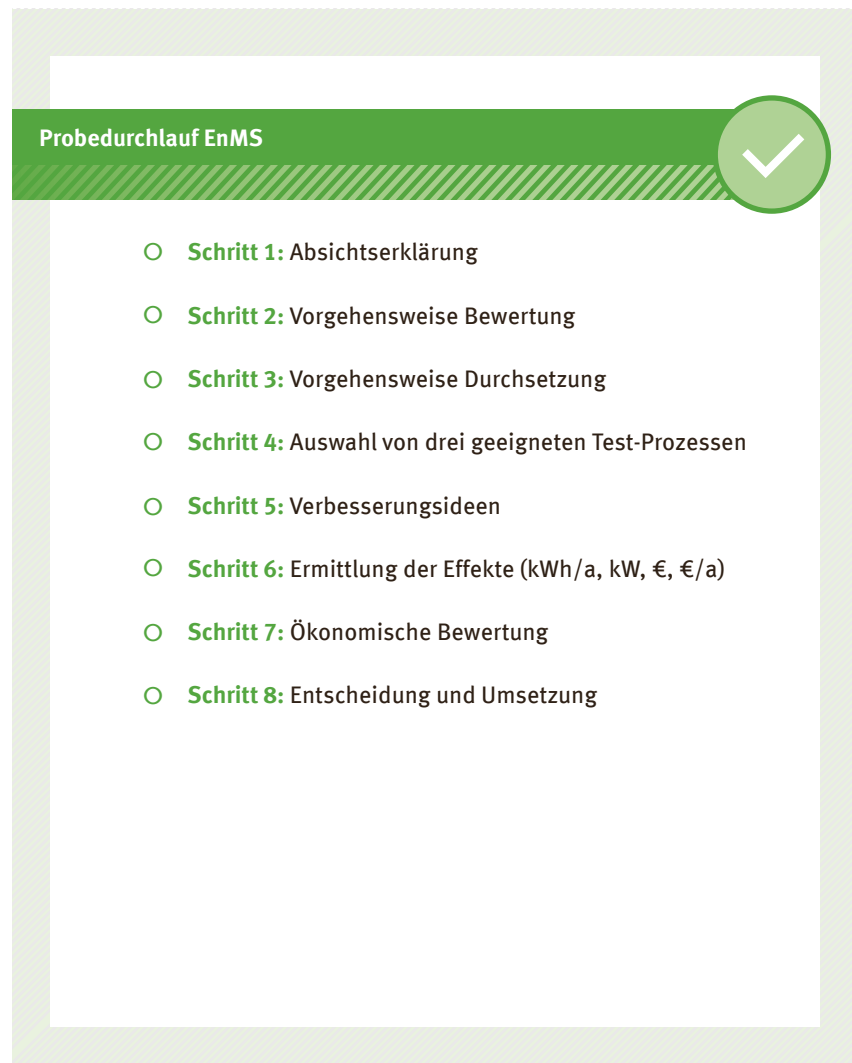 Probedurchlauf EnMS
Schritt 1: Absichtserklärung
Schritt 2: Vorgehensweise Bewertung
Schritt 3: Vorgehensweise Durchsetzung
Schritt 4: Auswahl von drei geeigneten Test-Prozessen
Schritt 5: Verbesserungsideen
Schritt 6: Ermittlung der Effekte (kWh/a, kW, €, €/a)
Schritt 7: Ökonomische Bewertung
Schritt 8: Entscheidung und Umsetzung